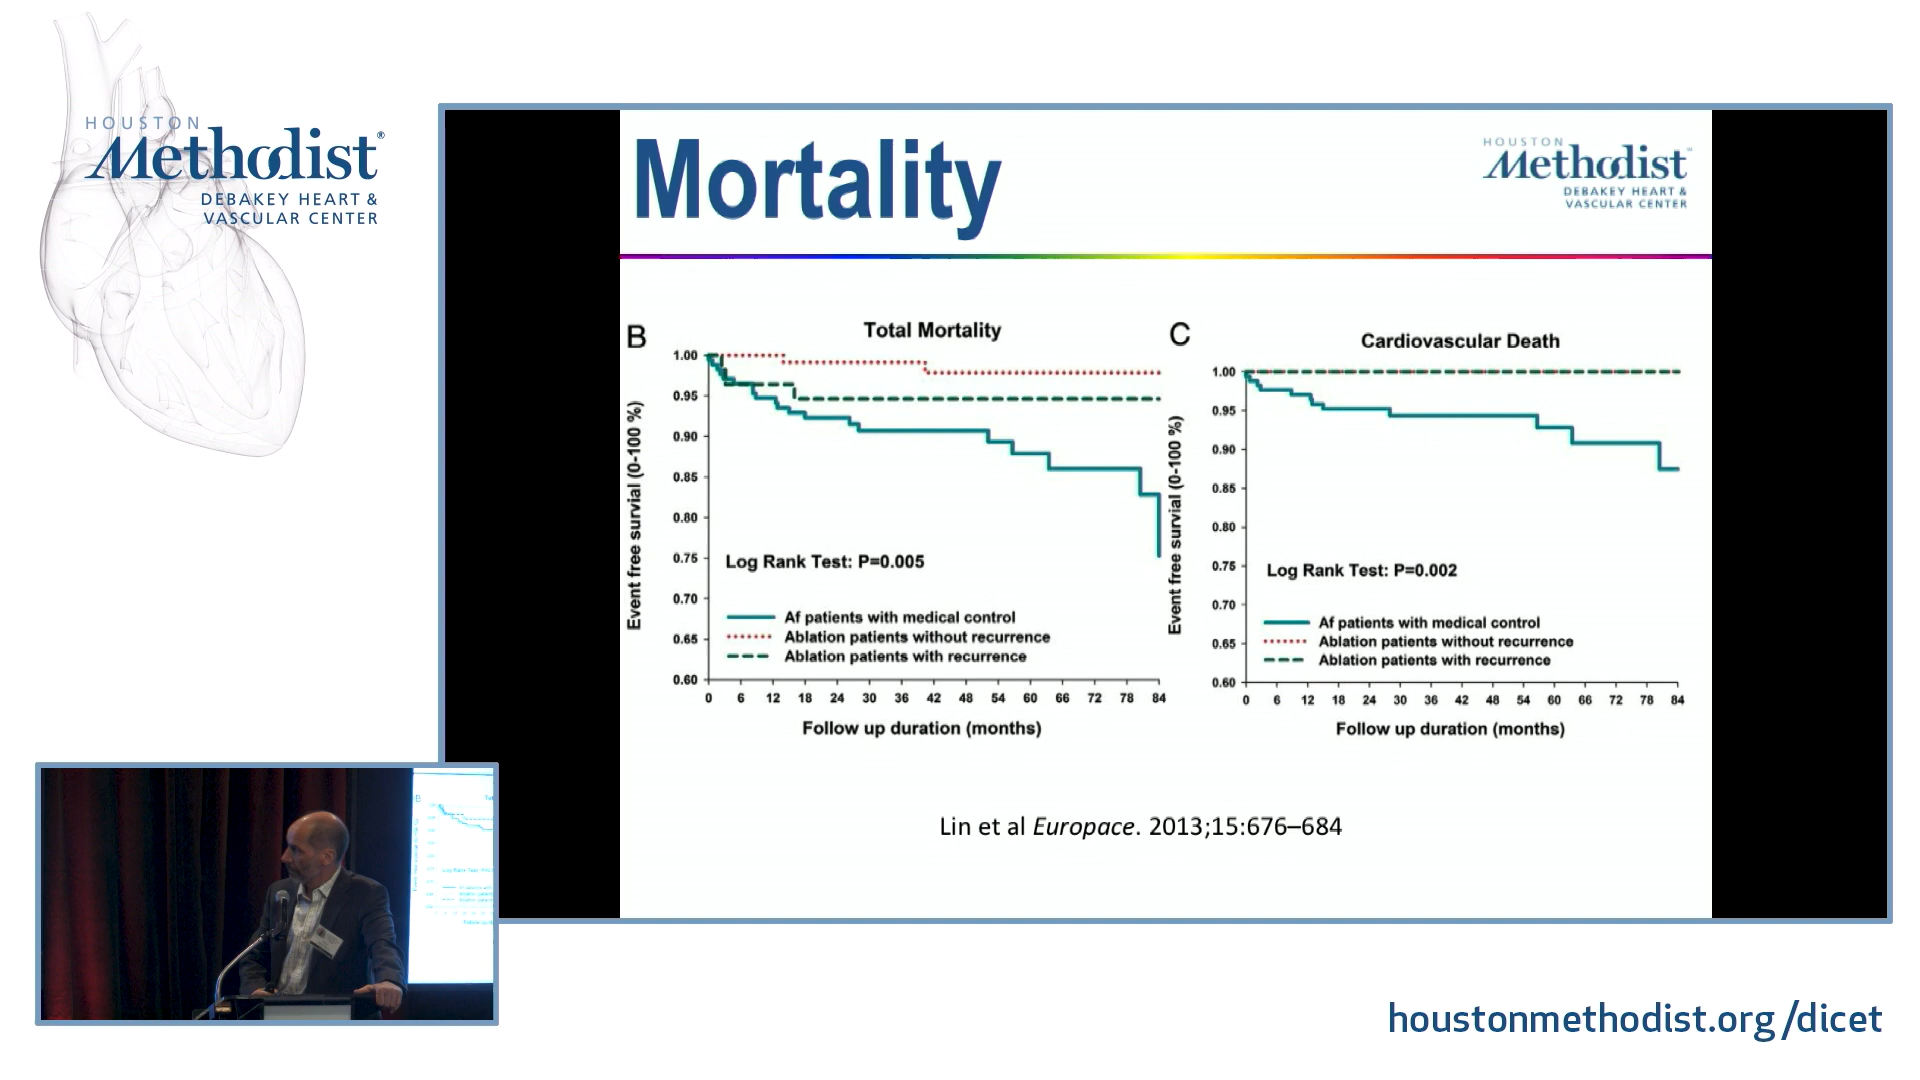 HOUSTON
Methodist®
DEBAKEY HEART &
VASCULAR CENTER
Mortality
HOUSTON
Methodist
DEBAKEY HEART &
VASCULAR CENTER
B
Total Mortality
Event free survial (0-100 %)
1.00
0.95
0.90
0.85
0.80
0.75
0.70
0.65
0.60
Log Rank Test: P=0.005
Af patients with medical control
Ablation patients without recurrence
Ablation patients with recurrence
0 6 12 18 24 30 36 42 48 54 60 66 72 78 84
Follow up duration (months)
C
Cardiovascular Death
Event free survial (0-100 %)
1.00
0.95
0.90
0.85
0.80
0.75
0.70
0.65
0.60
Log Rank Test: P=0.002
Af patients with medical control
Ablation patients without recurrence
Ablation patients with recurrence
0 6 12 18 24 30 36 42 48 54 60 66 72 78 84
Follow up duration (months)
Lin et al Europace. 2013;15:676–684
houstonmethodist.org/dicet